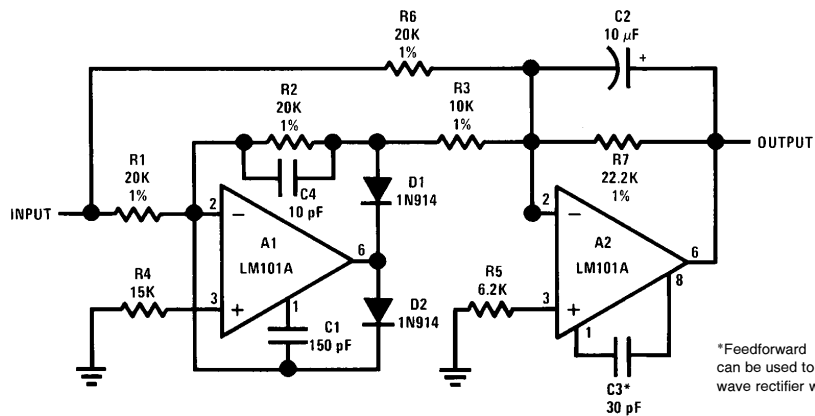 R6
20K
1%
C2
10 μF
+
R2
20K
1%
R3
10K
1%
OUTPUT
R1
20K
1%
C4
10 pF
D1
1N914
R7
22.2K
1%
INPUT
2
−
A1
LM101A
6
2
−
A2
LM101A
6
R4
15K
3
+
1
D2
1N914
R5
6.2K
3
+
8
1
C1
150 pF
C3*
30 pF
*Feedforward
can be used to
wave rectifier w